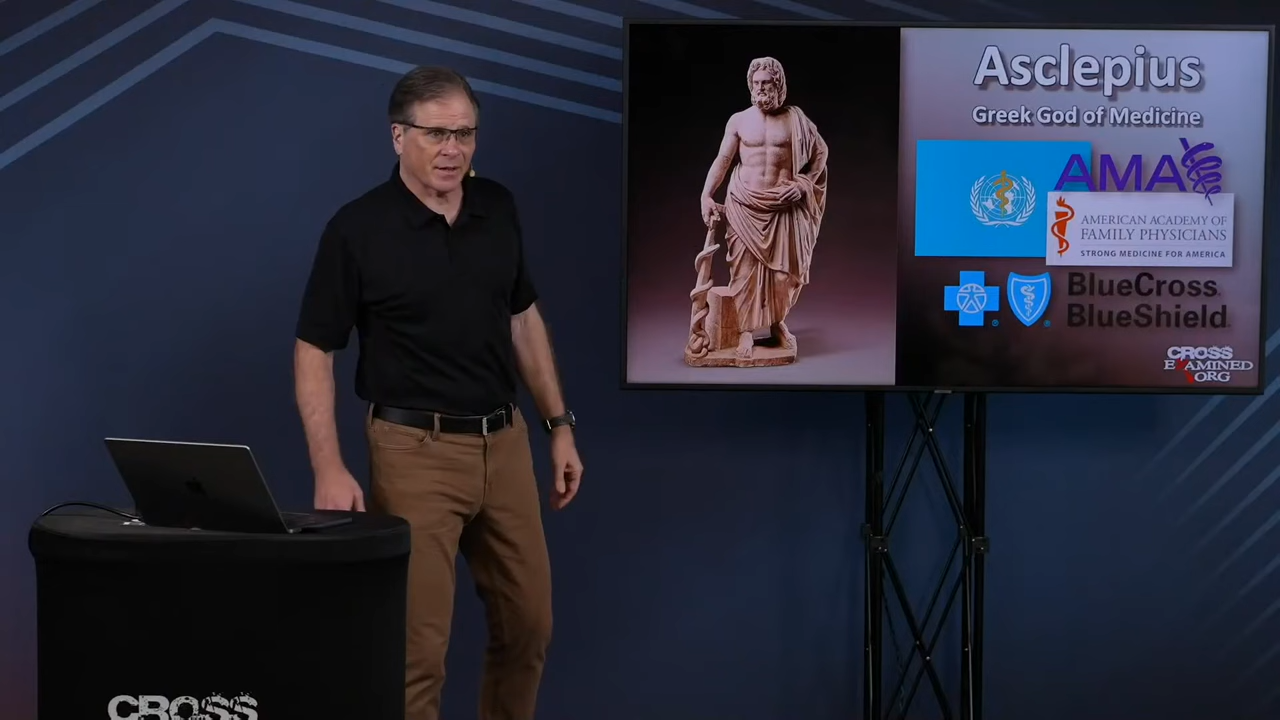 Asclepius
Greek God of Medicine
AMA
AMERICAN ACADEMY OF
FAMILY PHYSICIANS
STRONG MEDICINE FOR AMERICA
BlueCross
BlueShield
CROSS
EXAMINED
.ORG
CROSS